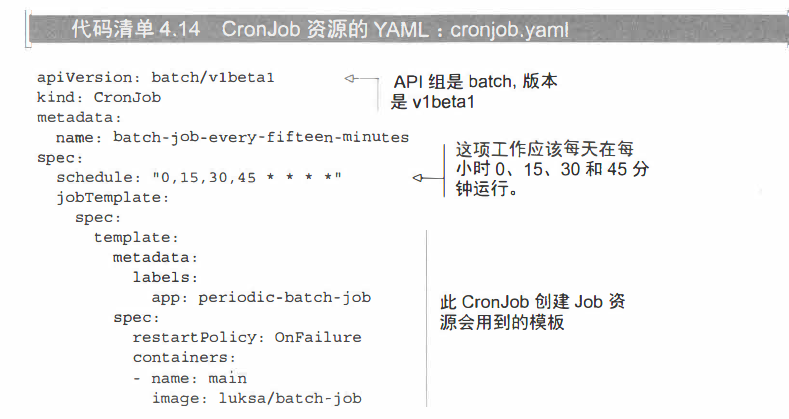 代码清单 4.14 CronJob 资源的 YAML：cronjob.yaml
apiVersion: batch/v1beta1
kind: CronJob
metadata:
  name: batch-job-every-fifteen-minutes
spec:
  schedule: "0,15,30,45 * * * *"
  jobTemplate:
    spec:
      template:
        metadata:
          labels:
            app: periodic-batch-job
        spec:
          restartPolicy: OnFailure
          containers:
          - name: main
            image: luksa/batch-job
API 组是 batch, 版本
是 v1beta1
这项工作应该每天在每
小时 0、15、30 和 45 分
钟运行。
此 CronJob 创建 Job 资
源会用到的模板